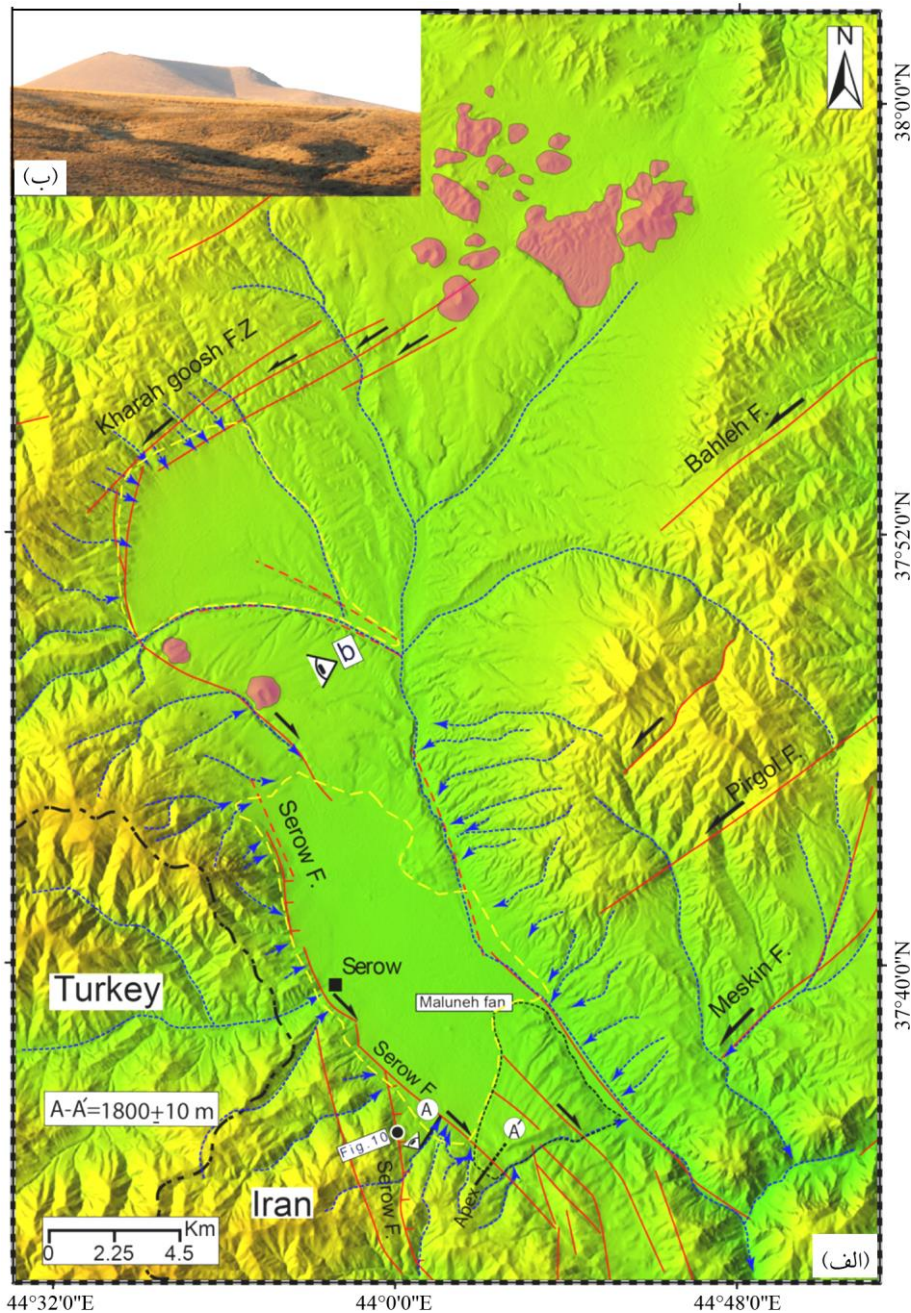 (ب)
N
38°0'0"N
Kharah goosh F.Z
Bahleh F.
37°52'0"N
b
Pirgol F.
Serow F.
Turkey
Serow
Maluneh fan
Meskin F.
37°40'0"N
Serow F.
A-A'=1800±10 m
A
A'
Fig.10
Serow F.
Apex
Iran
Km
0 2.25 4.5
(الف)
44°32'0"E
44°0'0"E
44°48'0"E